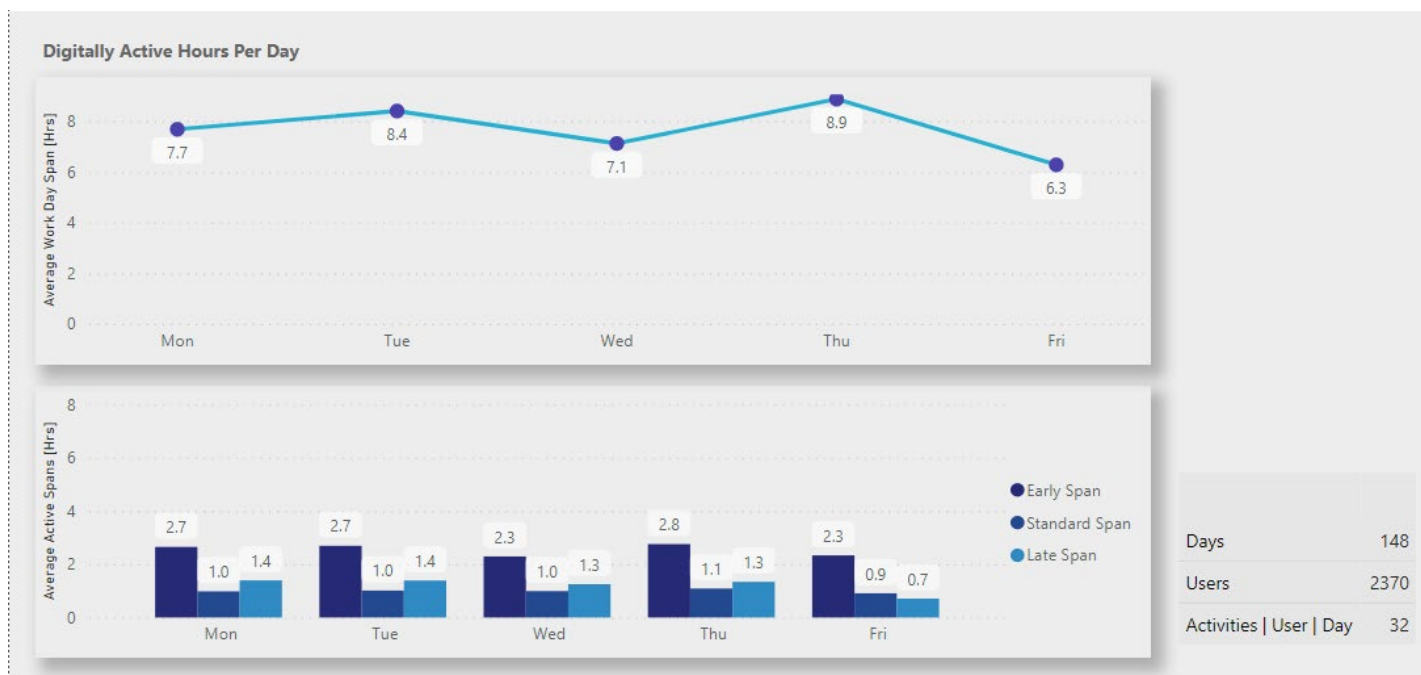 Digitally Active Hours Per Day
Average Work Day Span [Hrs]
8
6
4
2
0
7.7
8.4
7.1
8.9
6.3
Mon Tue Wed Thu Fri
Average Active Spans [Hrs]
8
6
4
2
0
2.7 1.0 1.4
2.7 1.0 1.4
2.3 1.0 1.3
2.8 1.1 1.3
2.3 0.9 0.7
Mon Tue Wed Thu Fri
Early Span
Standard Span
Late Span
Days 148
Users 2370
Activities | User | Day 32